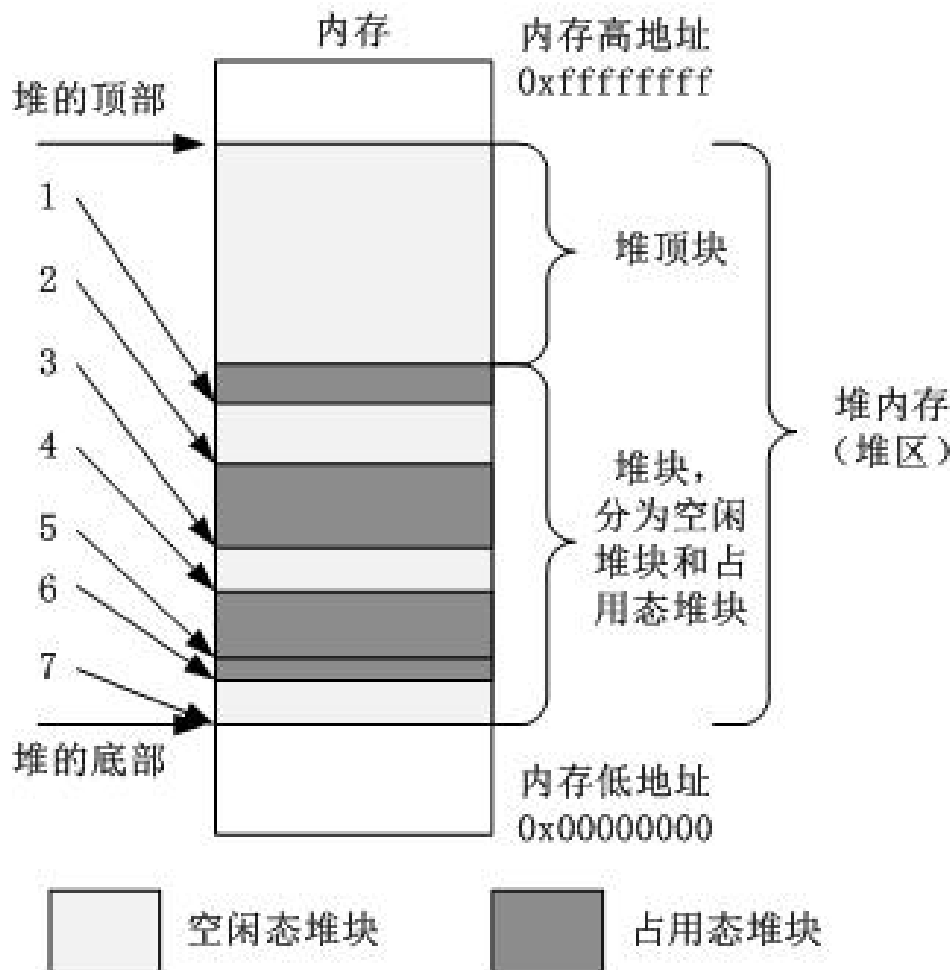 内存
内存高地址
0xffffffff
堆的顶部
1
2
3
4
5
6
7
堆顶块
堆块，
分为空闲
堆块和占
用态堆块
堆内存
（堆区）
堆的底部
内存低地址
0x00000000
空闲态堆块
占用态堆块